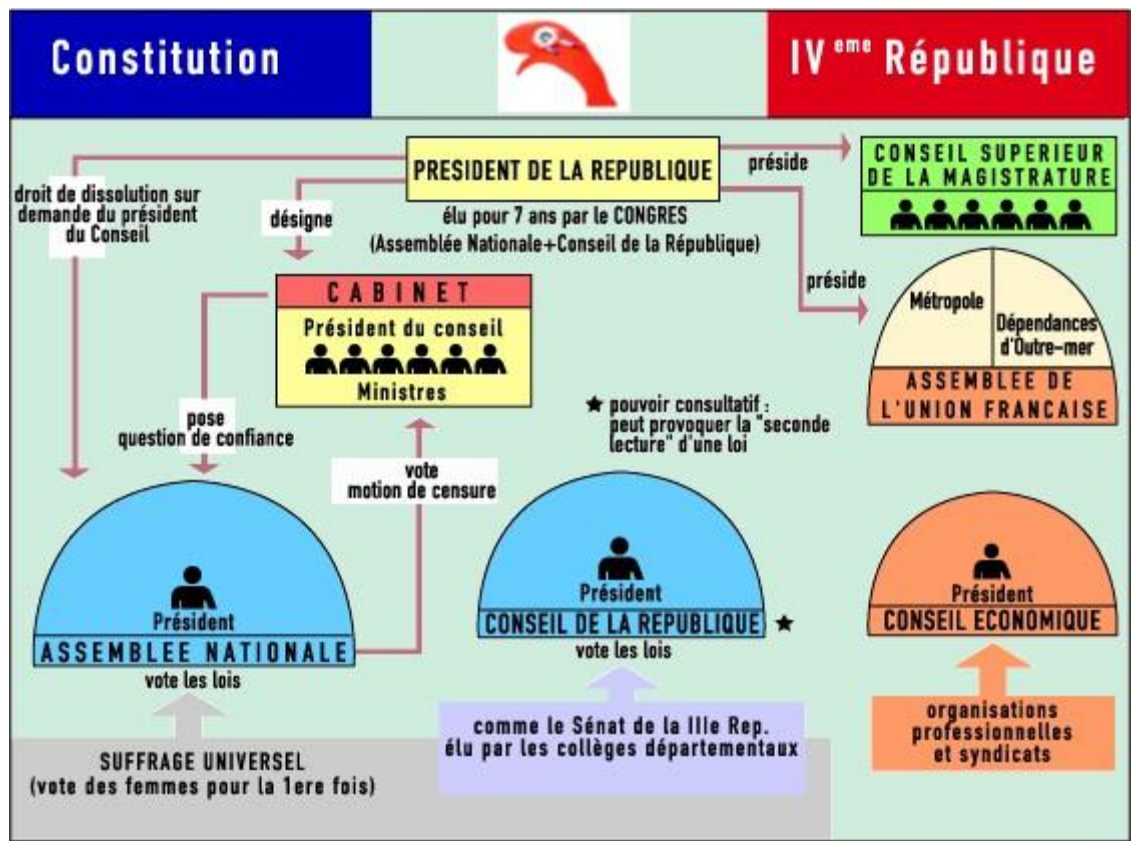 Constitution
IV eme République
PRESIDENT DE LA REPUBLIQUE
élu pour 7 ans par le CONGRES
(Assemblée Nationale+Conseil de la République)
préside
CONSEIL SUPERIEUR
DE LA MAGISTRATURE
droit de dissolution sur
demande du président
du Conseil
désigne
préside
Métropole
Dépendances
d'Outre-mer
ASSEMBLEE DE
L'UNION FRANCAISE
CABINET
Président du conseil
Ministres
pose
question de confiance
vote
motion de censure
★ pouvoir consultatif :
peut provoquer la "seconde
lecture" d'une loi
Président
ASSEMBLEE NATIONALE
vote les lois
Président
CONSEIL DE LA REPUBLIQUE ★
vote les lois
Président
CONSEIL ECONOMIQUE
SUFFRAGE UNIVERSEL
(vote des femmes pour la 1ere fois)
comme le Sénat de la IIIe Rep.
élu par les collèges départementaux
organisations
professionnelles
et syndicats